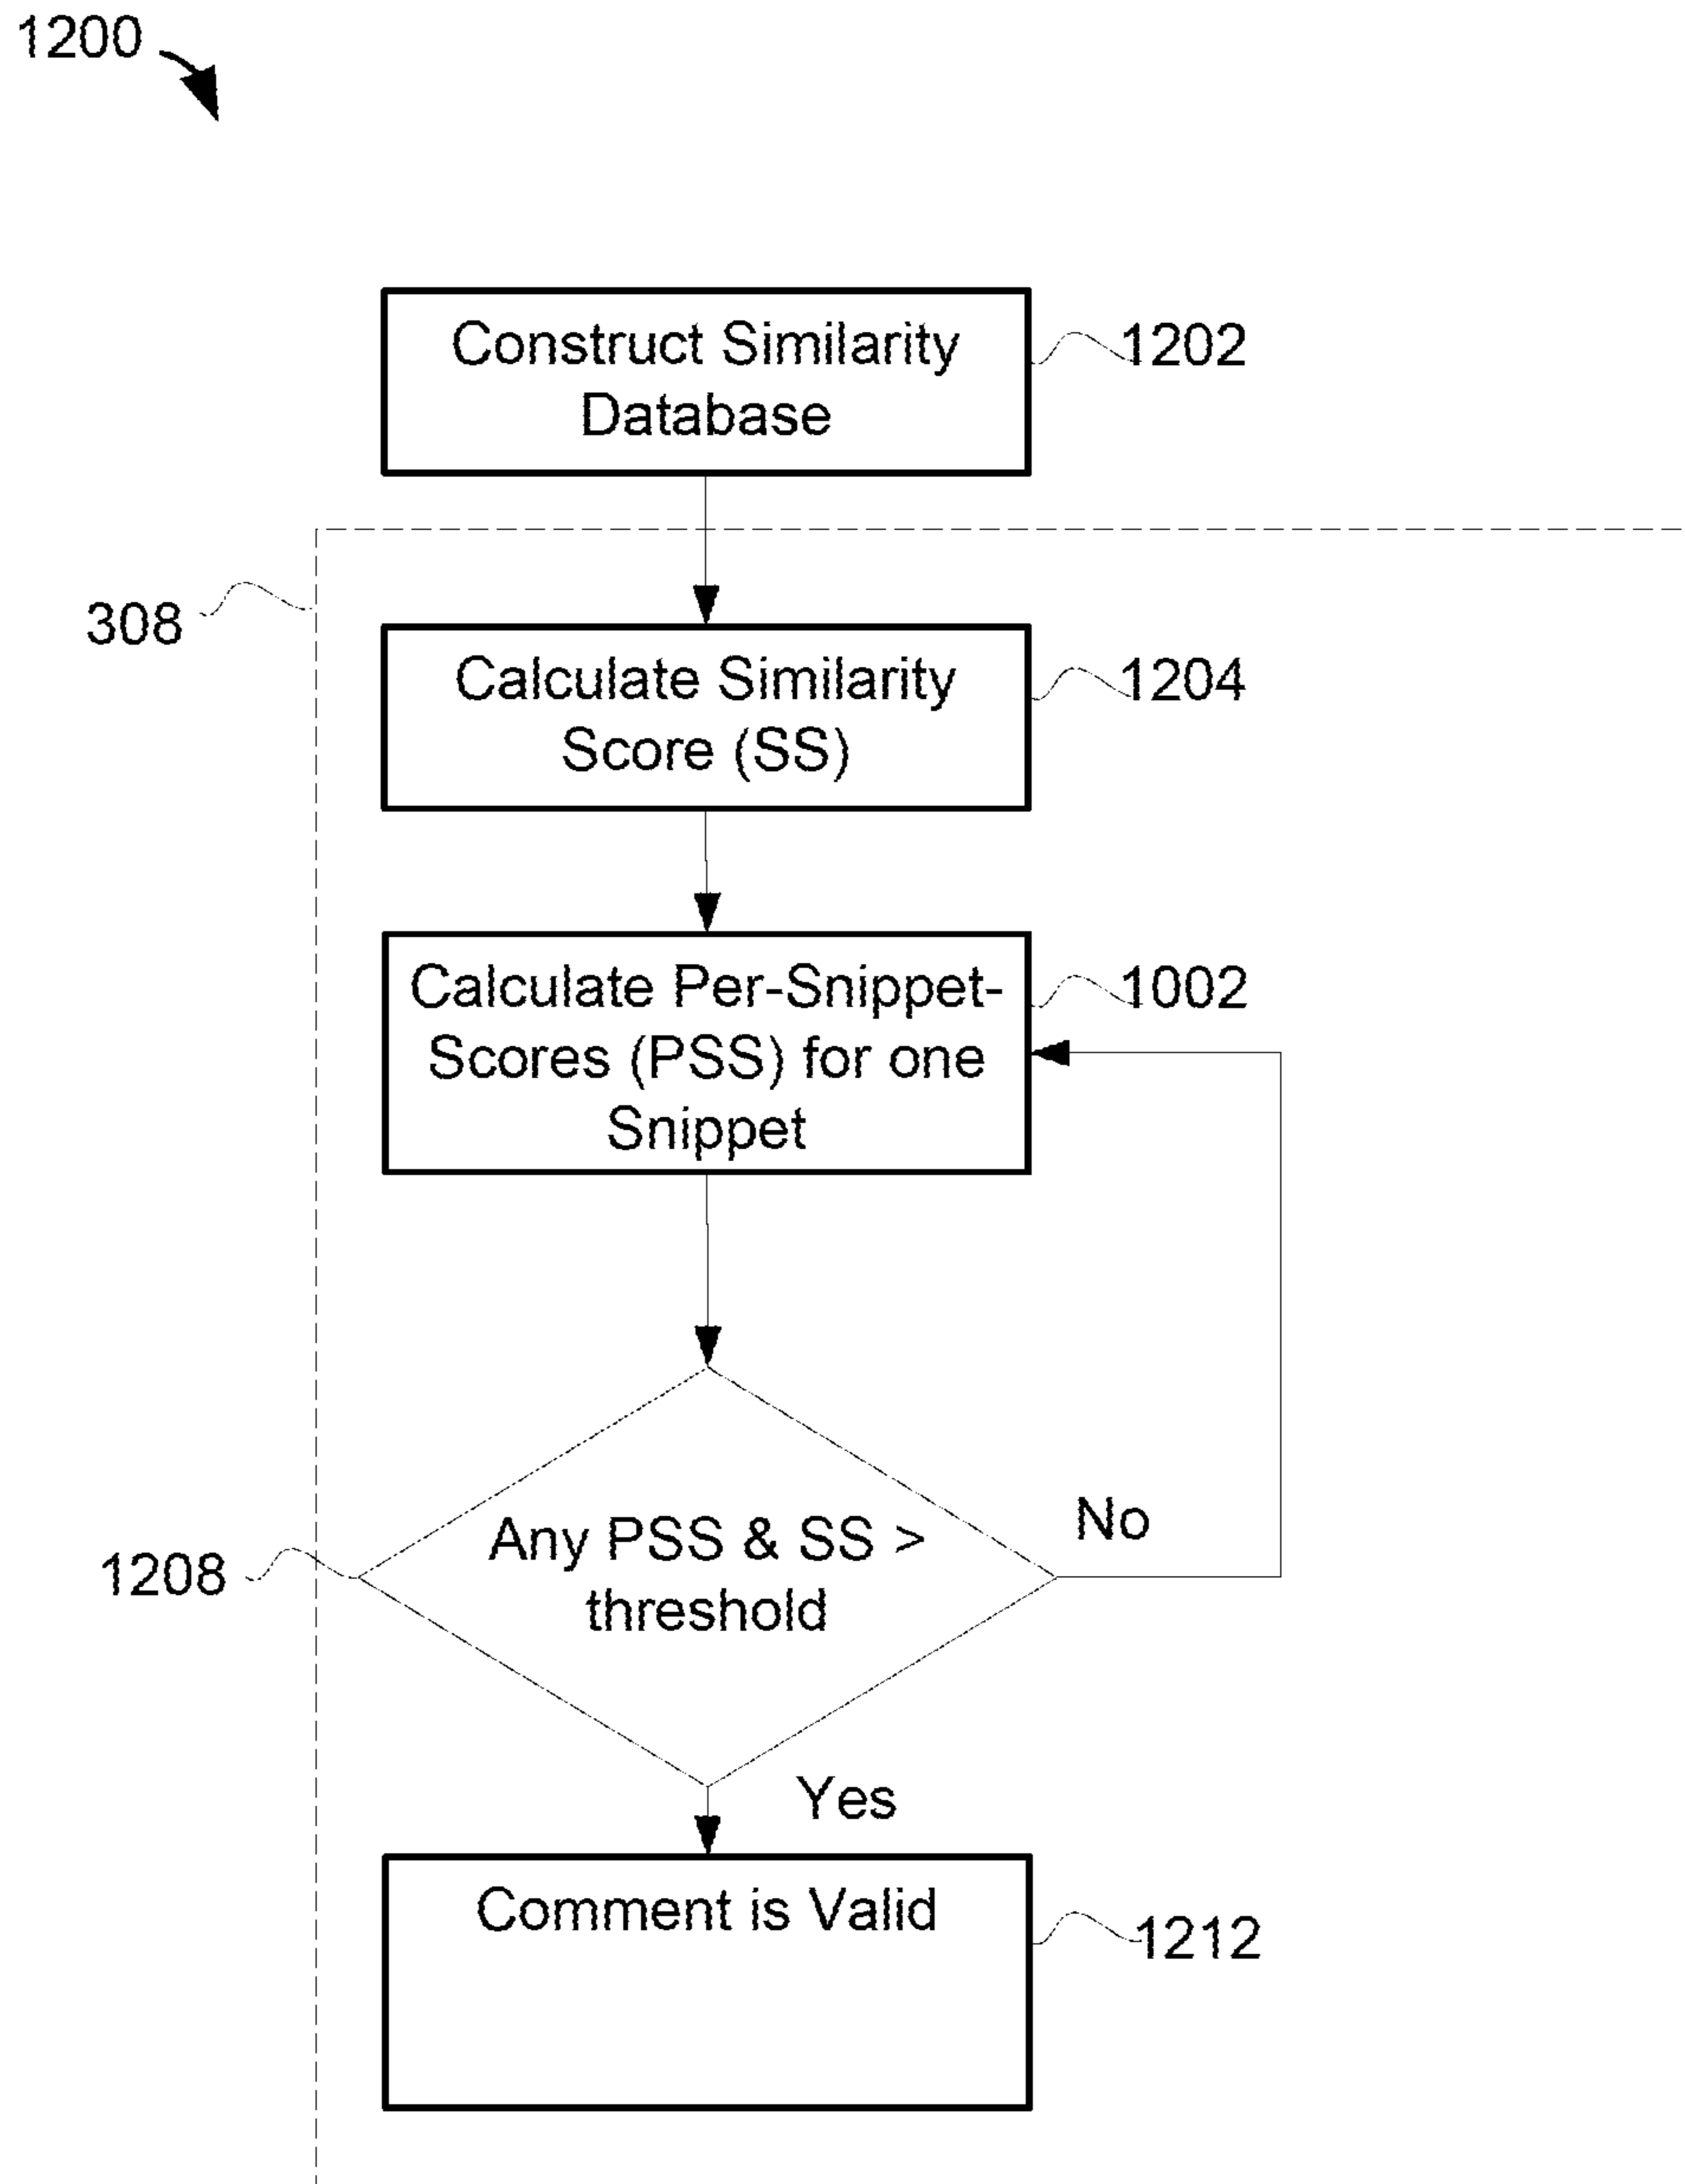 1200
Construct Similarity
Database
1202
308
Calculate Similarity
Score (SS)
1204
Calculate Per-Snippet-
Scores (PSS) for one
Snippet
1002
Any PSS & SS >
threshold
No
1208
Yes
Comment is Valid
1212